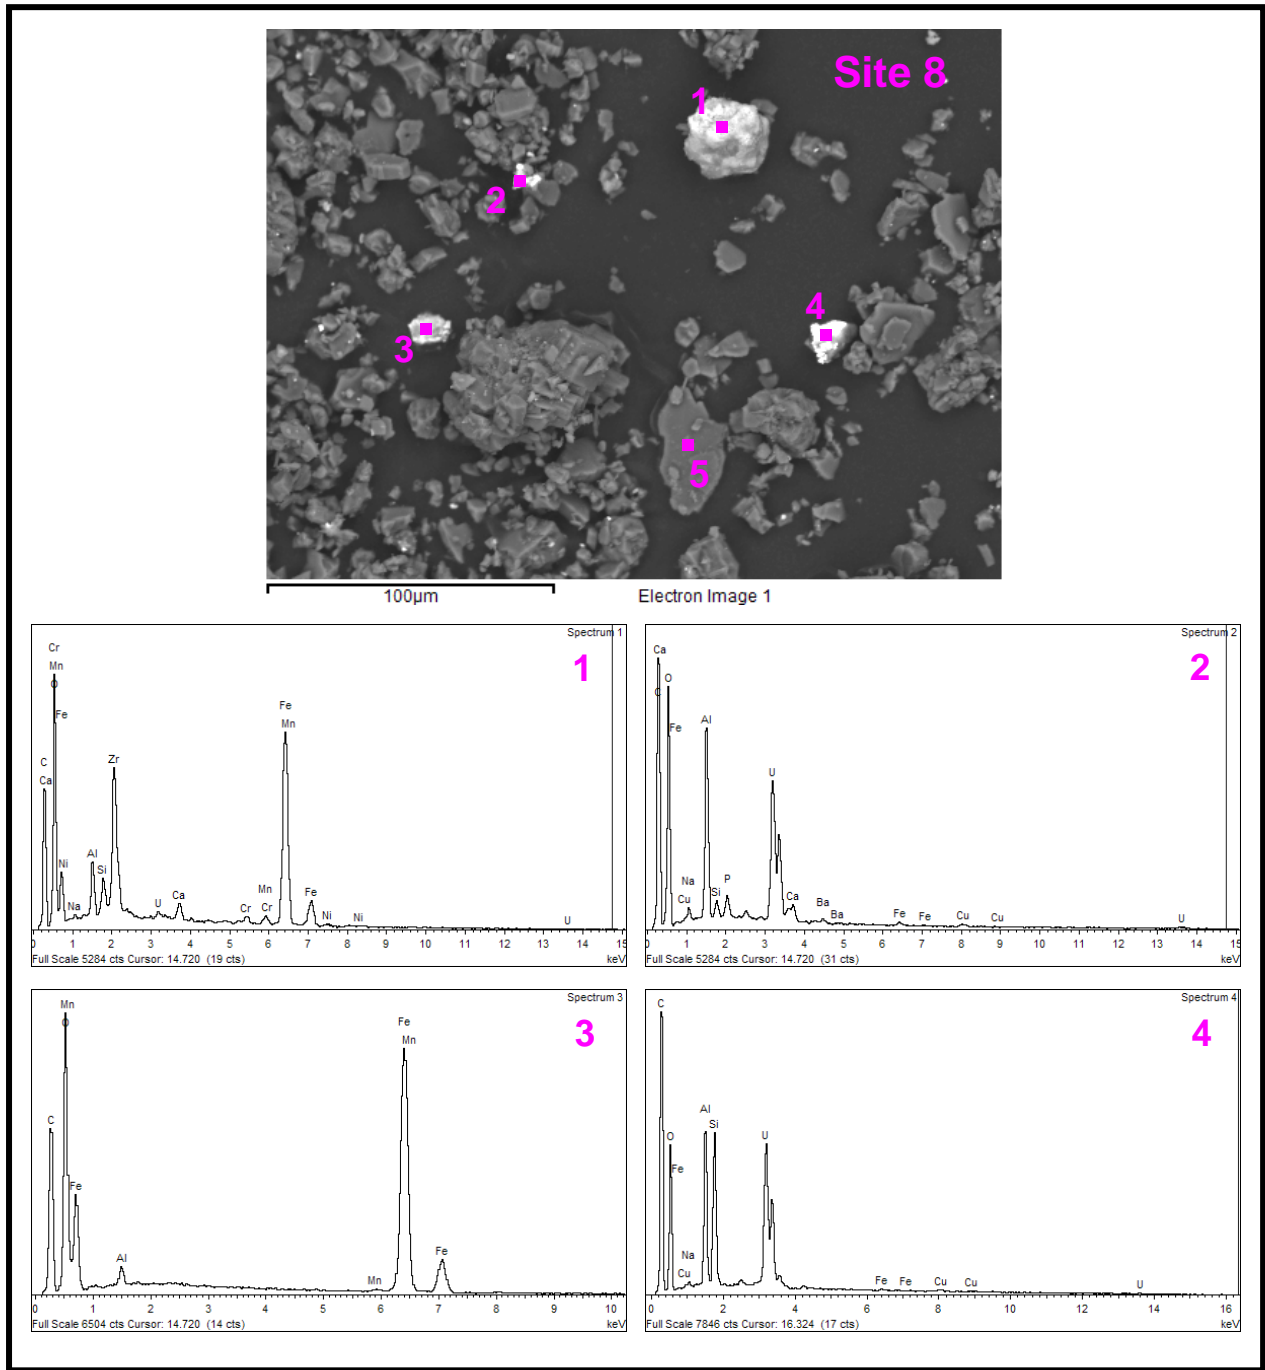 Site 8
1
2
3
4
5
100µm
Electron Image 1
Spectrum 1
1
Cr
Mn
O
Fe
C
Ca
Ni
Na
Al
Si
Zr
U
Ca
Cr
Mn
Cr
Fe
Mn
Fe
Ni
Ni
U
0 1 2 3 4 5 6 7 8 9 10 11 12 13 14 15
Full Scale 5284 cts Cursor: 14.720 (19 cts)
keV
Spectrum 2
2
Ca
C
O
Fe
Na
Cu
Al
Si
P
U
Ca
Ba
Ba
Fe
Fe
Cu
Cu
U
0 1 2 3 4 5 6 7 8 9 10 11 12 13 14 15
Full Scale 5284 cts Cursor: 14.720 (31 cts)
keV
Spectrum 3
3
Mn
O
C
Fe
Al
Mn
Fe
Mn
Fe
0 1 2 3 4 5 6 7 8 9 10
Full Scale 6504 cts Cursor: 14.720 (14 cts)
keV
Spectrum 4
4
C
O
Fe
Na
Cu
Al
Si
U
Fe
Fe
Cu
Cu
U
0 2 4 6 8 10 12 14 16
Full Scale 7846 cts Cursor: 16.324 (17 cts)
keV